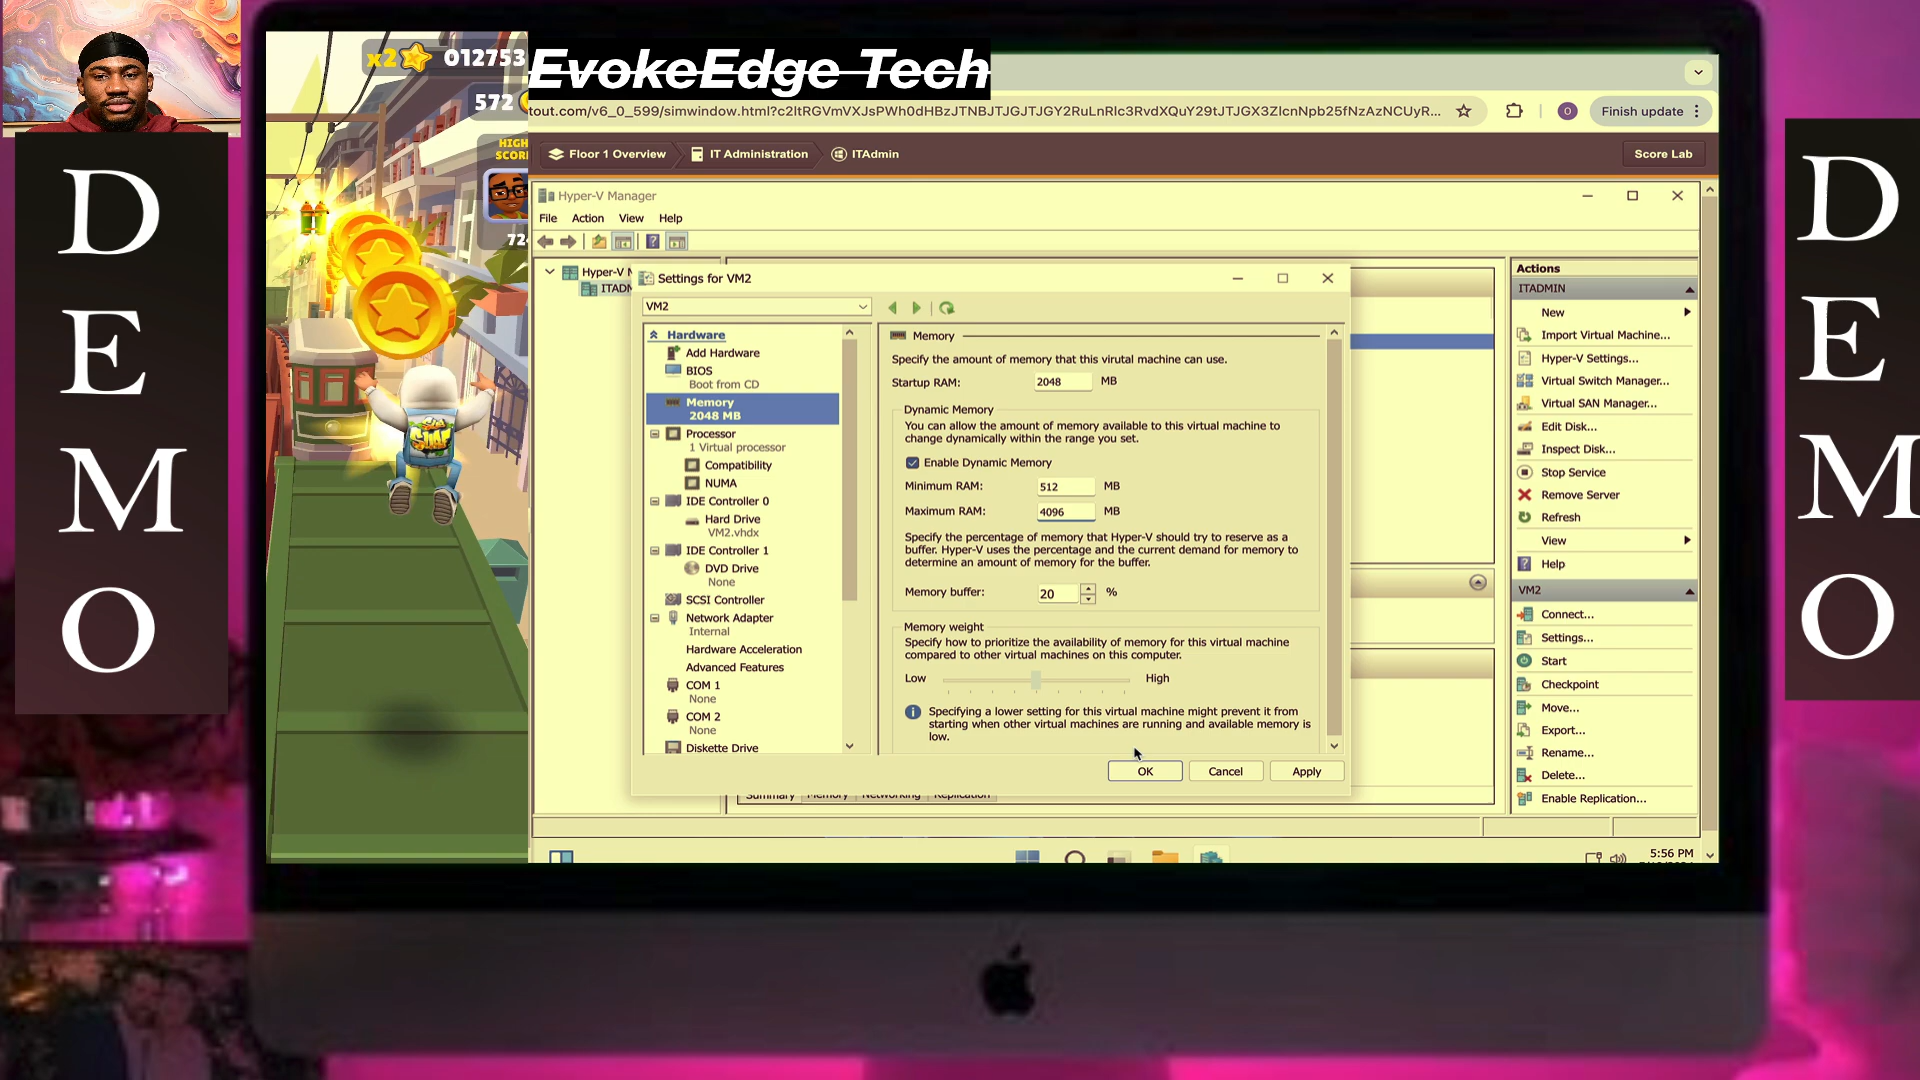 x2 012753
572
HIGH
SCORE
72
EvokeEdge Tech
DEMO
DEMO
tout.com/v6_0_599/simwindow.html?c2ltRGVmVXJsPWh0dHBzJTNBJTJGJTJGY2RuLnRlc3RvdXQuY29tJTJGX3ZlcnNpb25fNzAzNCUyR...
Finish update
Floor 1 Overview
IT Administration
ITAdmin
Score Lab
Hyper-V Manager
File Action View Help
Hyper-V M
ITADM
Settings for VM2
VM2
Hardware
Add Hardware
BIOS
Boot from CD
Memory
2048 MB
Processor
1 Virtual processor
Compatibility
NUMA
IDE Controller 0
Hard Drive
VM2.vhdx
IDE Controller 1
DVD Drive
None
SCSI Controller
Network Adapter
Internal
Hardware Acceleration
Advanced Features
COM 1
None
COM 2
None
Diskette Drive
Memory
Specify the amount of memory that this virutal machine can use.
Startup RAM: 2048 MB
Dynamic Memory
You can allow the amount of memory available to this virtual machine to
change dynamically within the range you set.
Enable Dynamic Memory
Minimum RAM: 512 MB
Maximum RAM: 4096 MB
Specify the percentage of memory that Hyper-V should try to reserve as a
buffer. Hyper-V uses the percentage and the current demand for memory to
determine an amount of memory for the buffer.
Memory buffer: 20 %
Memory weight
Specify how to prioritize the availability of memory for this virtual machine
compared to other virtual machines on this computer.
Low High
Specifying a lower setting for this virtual machine might prevent it from
starting when other virtual machines are running and available memory is
low.
OK Cancel Apply
Summary Memory Networking Replication
Actions
ITADMIN
New
Import Virtual Machine...
Hyper-V Settings...
Virtual Switch Manager...
Virtual SAN Manager...
Edit Disk...
Inspect Disk...
Stop Service
Remove Server
Refresh
View
Help
VM2
Connect...
Settings...
Start
Checkpoint
Move...
Export...
Rename...
Delete...
Enable Replication...
5:56 PM